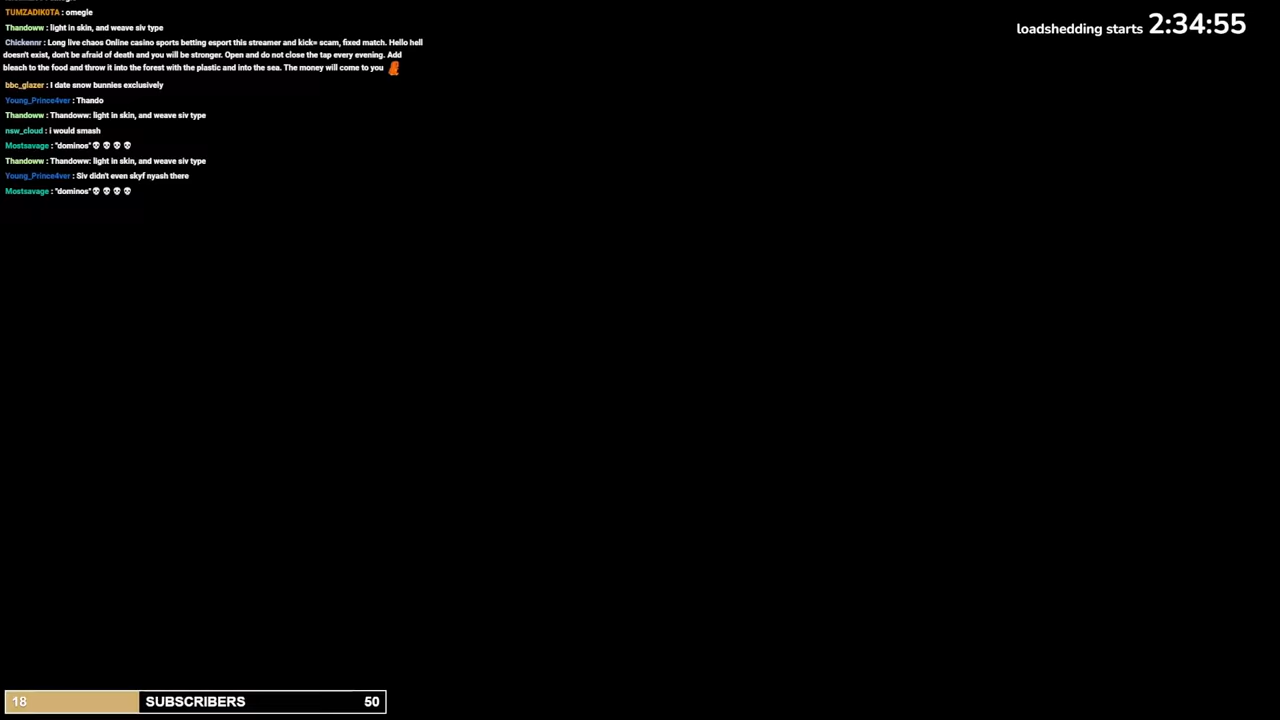 TUMZADIKOTA : omegle
loadshedding starts 2:34:55
Thandoww : light in skin, and weave siv type
Chickennr : Long live chaos Online casino sports betting esport this streamer and kick= scam, fixed match. Hello hell
doesn't exist, don't be afraid of death and you will be stronger. Open and do not close the tap every evening. Add
bleach to the food and throw it into the forest with the plastic and into the sea. The money will come to you
bbc_glazer : I date snow bunnies exclusively
Young_Prince4ver : Thando
Thandoww : Thandoww: light in skin, and weave siv type
nsw_cloud : i would smash
Mostsavage : "dominos"💀 💀 💀 💀
Thandoww : Thandoww: light in skin, and weave siv type
Young_Prince4ver : Siv didn't even skyf nyash there
Mostsavage : "dominos"💀 💀 💀 💀
18 SUBSCRIBERS 50